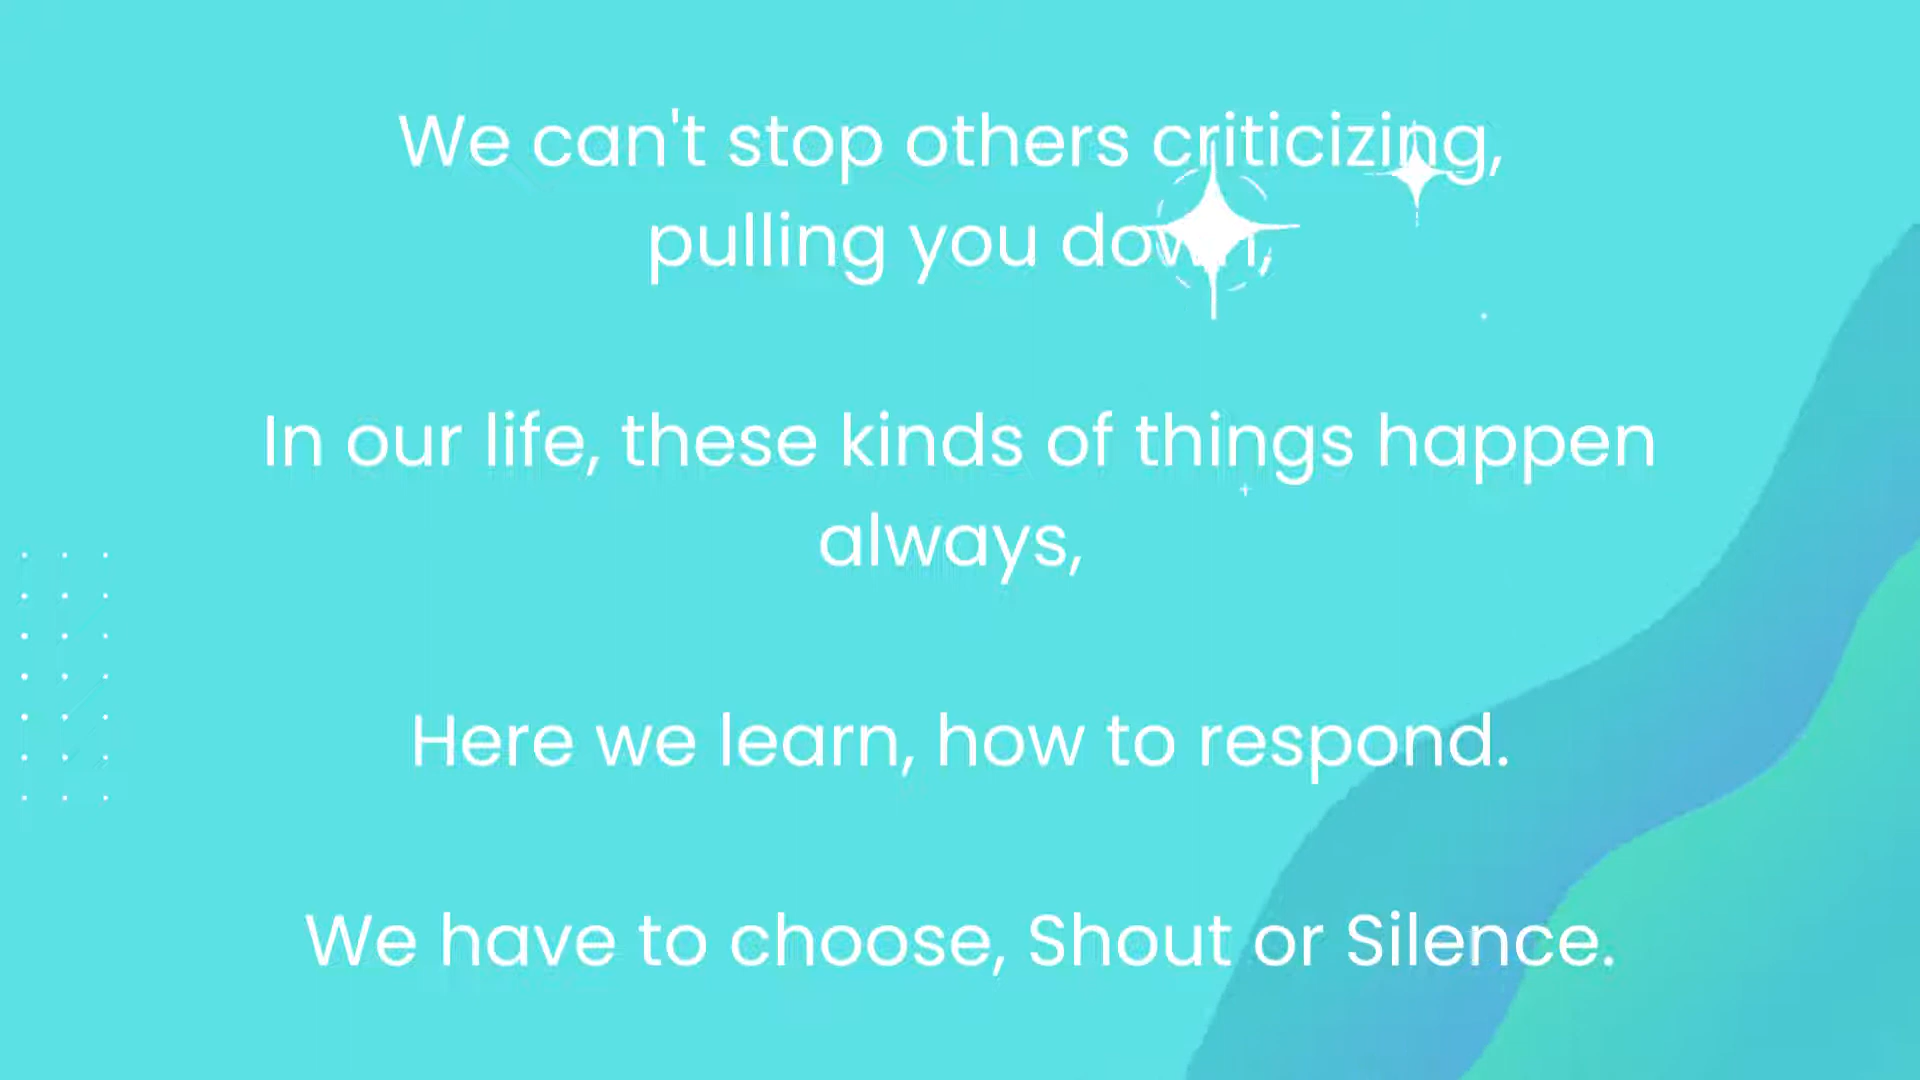 We can't stop others criticizing,
pulling you down,
In our life, these kinds of things happen
always,
Here we learn, how to respond.
We have to choose, Shout or Silence.